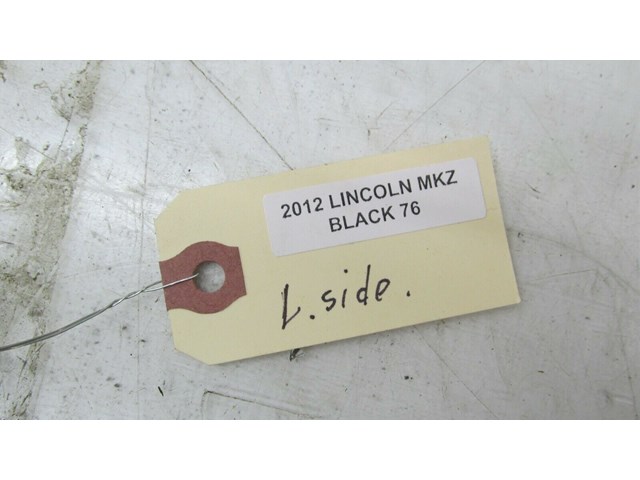 2012 LINCOLN MKZ
BLACK 76
L. side.